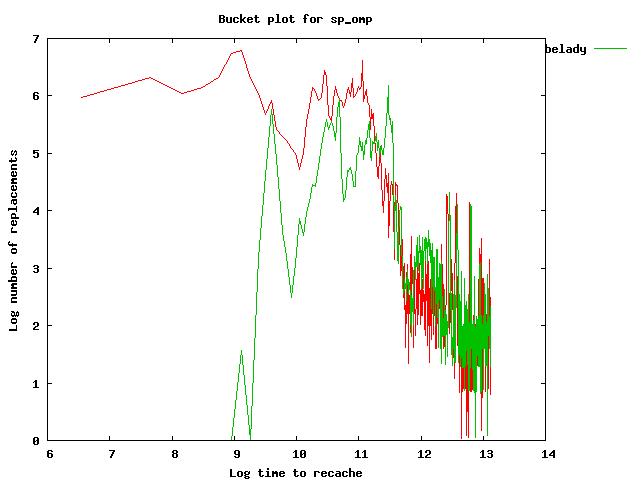 Bucket plot for sp_omp
belady
7
6
5
4
3
2
1
0
Log number of replacements
6 7 8 9 10 11 12 13 14
Log time to recache